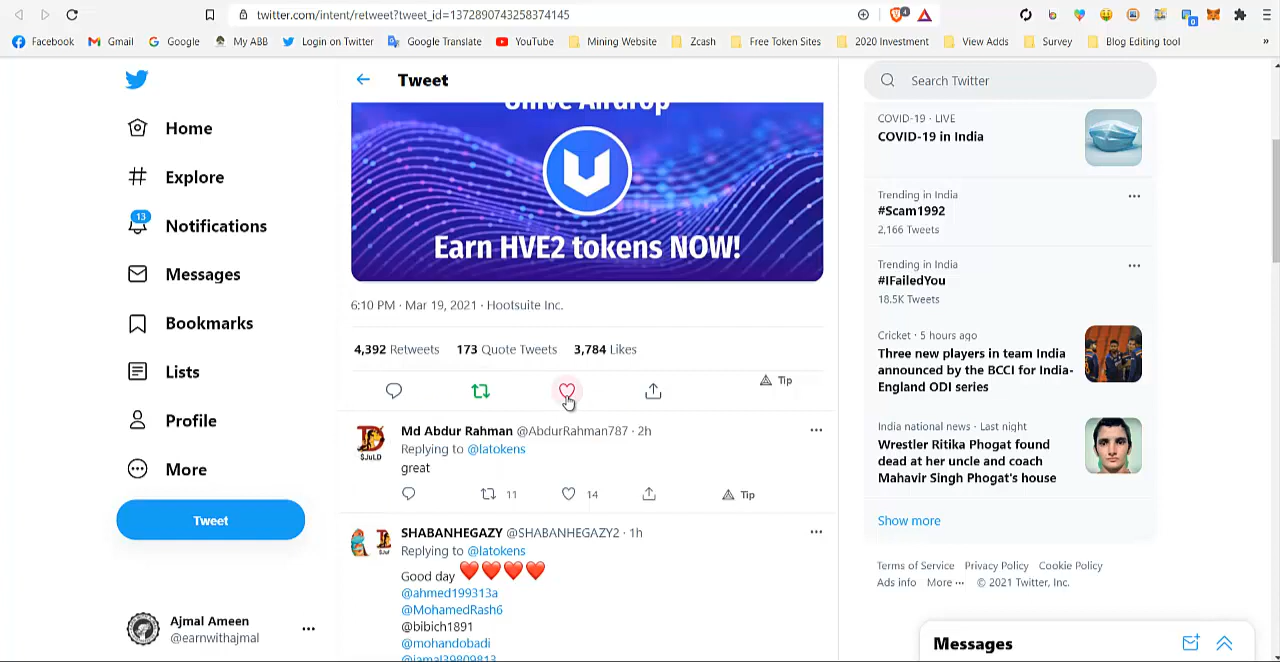 twitter.com/intent/retweet?tweet_id=1372890743258374145
4
0
Facebook
Gmail
Google
My ABB
Login on Twitter
Google Translate
YouTube
Mining Website
Zcash
Free Token Sites
2020 Investment
View Adds
Survey
Blog Editing tool
»
Home
Explore
13
Notifications
Messages
Bookmarks
Lists
Profile
More
Tweet
Ajmal Ameen
@earnwithajmal
Tweet
Airdrop
Earn HVE2 tokens NOW!
6:10 PM · Mar 19, 2021 · Hootsuite Inc.
4,392 Retweets 173 Quote Tweets 3,784 Likes
Tip
Md Abdur Rahman @AbdurRahman787 · 2h
Replying to @latokens
great
11 14 Tip
$JULD
SHABANHEGAZY @SHABANHEGAZY2 · 1h
Replying to @latokens
Good day ❤️❤️❤️❤️
@ahmed199313a
@MohamedRash6
@bibich1891
@mohandobadi
@jamal39809813
Search Twitter
COVID-19 · LIVE
COVID-19 in India
Trending in India
#Scam1992
2,166 Tweets
Trending in India
#IFailedYou
18.5K Tweets
Cricket · 5 hours ago
Three new players in team India
announced by the BCCI for India-
England ODI series
India national news · Last night
Wrestler Ritika Phogat found
dead at her uncle and coach
Mahavir Singh Phogat's house
Show more
Terms of Service Privacy Policy Cookie Policy
Ads info More ··· © 2021 Twitter, Inc.
Messages